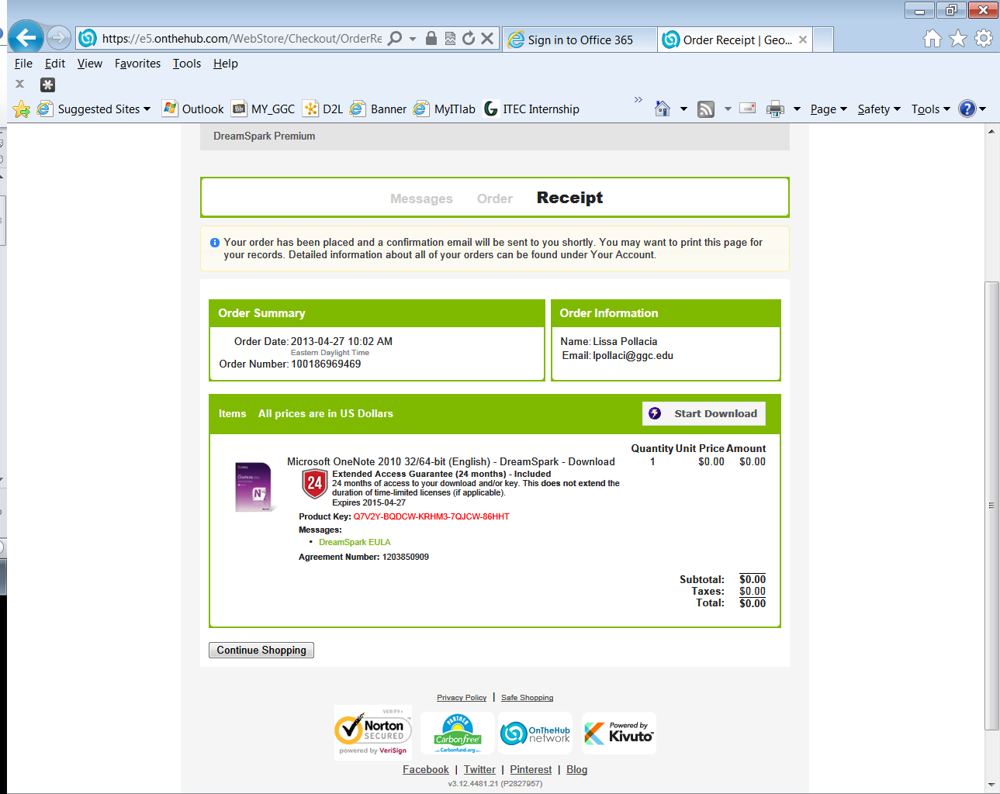 https://e5.onthehub.com/WebStore/Checkout/OrderRe
Sign in to Office 365
Order Receipt | Geo...
File Edit View Favorites Tools Help
Suggested Sites Outlook MY_GGC D2L Banner MyITlab ITEC Internship
Page Safety Tools
DreamSpark Premium
Messages Order Receipt
Your order has been placed and a confirmation email will be sent to you shortly. You may want to print this page for
your records. Detailed information about all of your orders can be found under Your Account.
Order Summary
Order Date: 2013-04-27 10:02 AM
Eastern Daylight Time
Order Number: 100186969469
Order Information
Name: Lissa Pollacia
Email: lpollaci@ggc.edu
Items All prices are in US Dollars
Start Download
Quantity Unit Price Amount
Microsoft OneNote 2010 32/64-bit (English) - DreamSpark - Download 1 $0.00 $0.00
24
Extended Access Guarantee (24 months) - Included
24 months of access to your download and/or key. This does not extend the
duration of time-limited licenses (if applicable).
Expires 2015-04-27
Product Key: Q7V2Y-BQDCW-KRHM3-7QJCW-86HHT
Messages:
• DreamSpark EULA
Agreement Number: 1203850909
Subtotal: $0.00
Taxes: $0.00
Total: $0.00
Continue Shopping
Privacy Policy | Safe Shopping
VERIFY
Norton
SECURED
powered by VeriSign
PARTNER
Carbonfree
Carbonfund.org
OnTheHub
network
Powered by
Kivuto™
Facebook | Twitter | Pinterest | Blog
v3.12.4481.21 (P2827957)